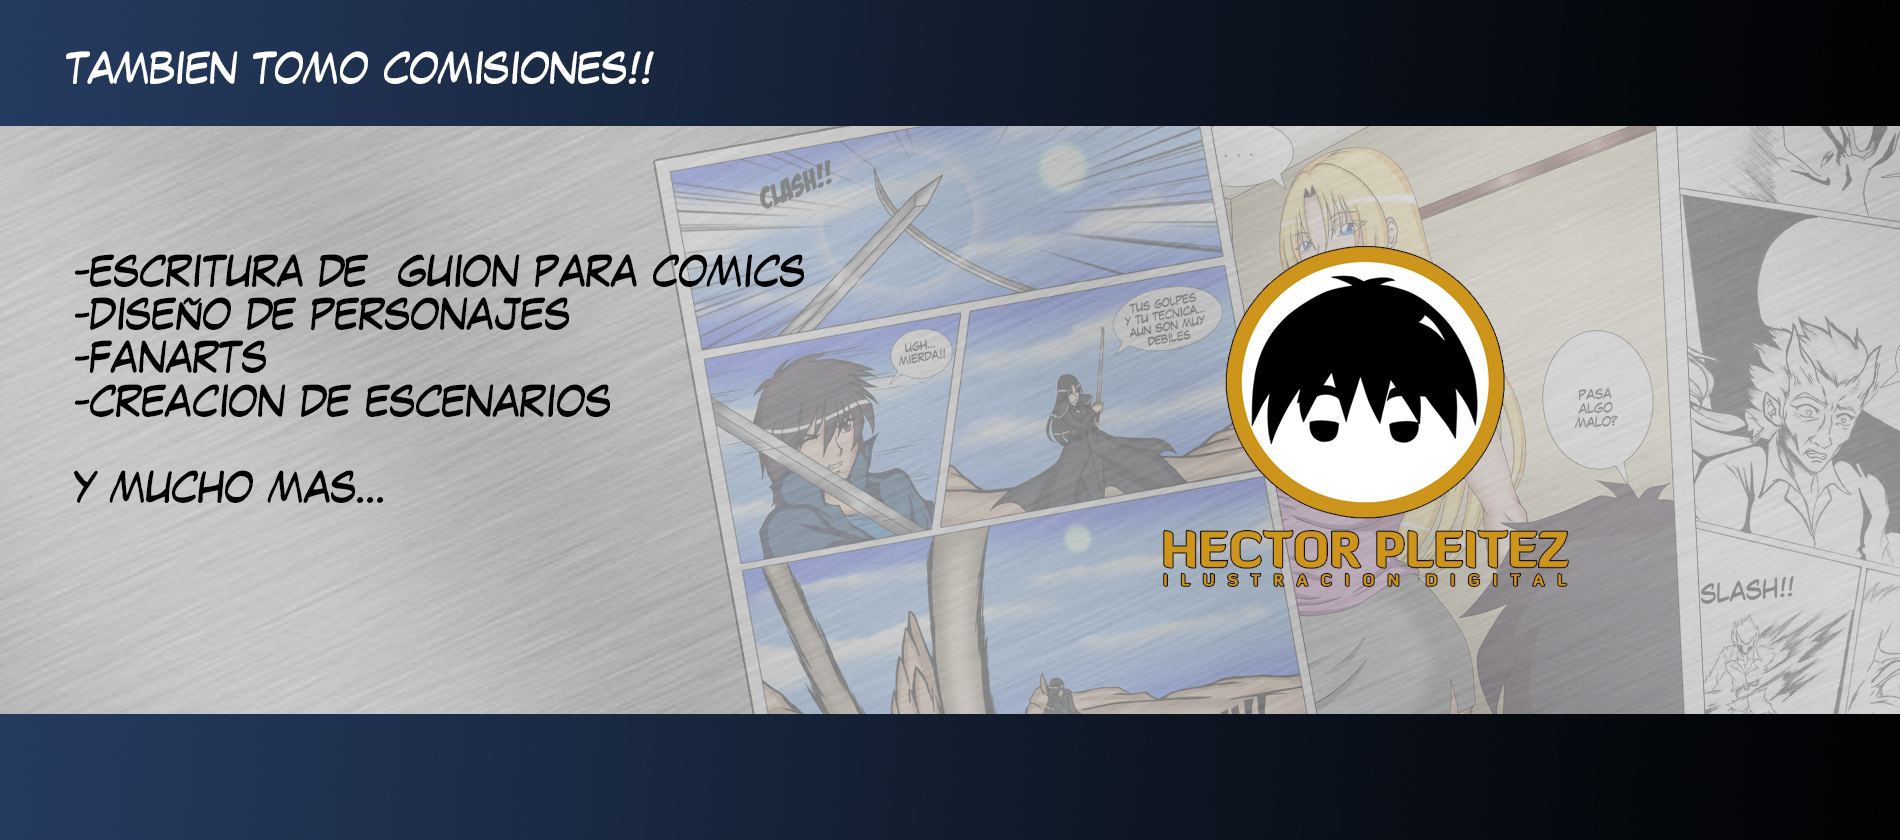 TAMBIEN TOMO COMISIONES!!
-ESCRITURA DE GUION PARA COMICS
-DISEÑO DE PERSONAJES
-FANARTS
-CREACION DE ESCENARIOS
Y MUCHO MAS...
CLASH!!
...
UGH...
MIERDA!!
TUS GOLPES
Y TU TECNICA...
AUN SON MUY
DEBILES
PASA
ALGO
MALO?
HECTOR PLEITEZ
ILUSTRACION DIGITAL
SLASH!!